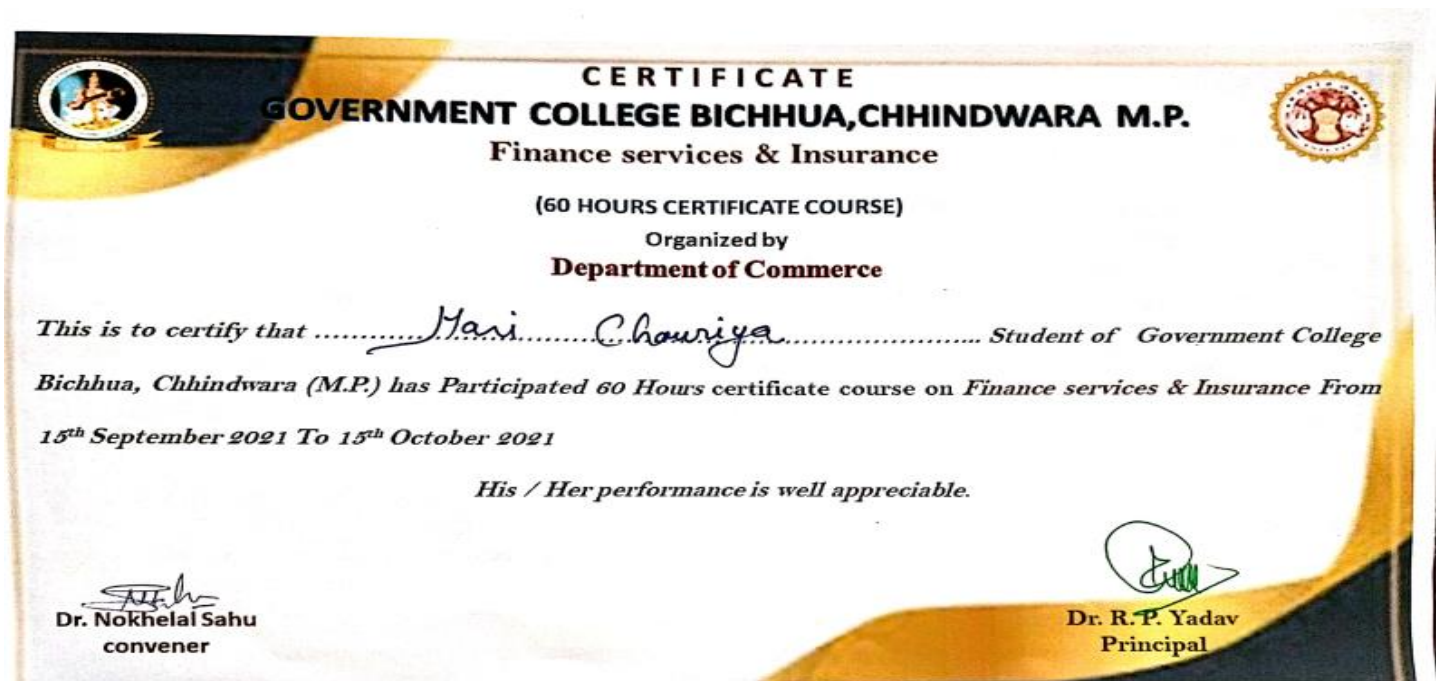 CERTIFICATE
GOVERNMENT COLLEGE BICHHUA,CHHINDWARA M.P.
Finance services & Insurance
(60 HOURS CERTIFICATE COURSE)
Organized by
Department of Commerce
This is to certify that ........... Hari ........... Chouriya ........................ Student of Government College
Bichhua, Chhindwara (M.P.) has Participated 60 Hours certificate course on Finance services & Insurance From
15th September 2021 To 15th October 2021
His / Her performance is well appreciable.
Dr. Nokhelal Sahu
convener
Dr. R. P. Yadav
Principal